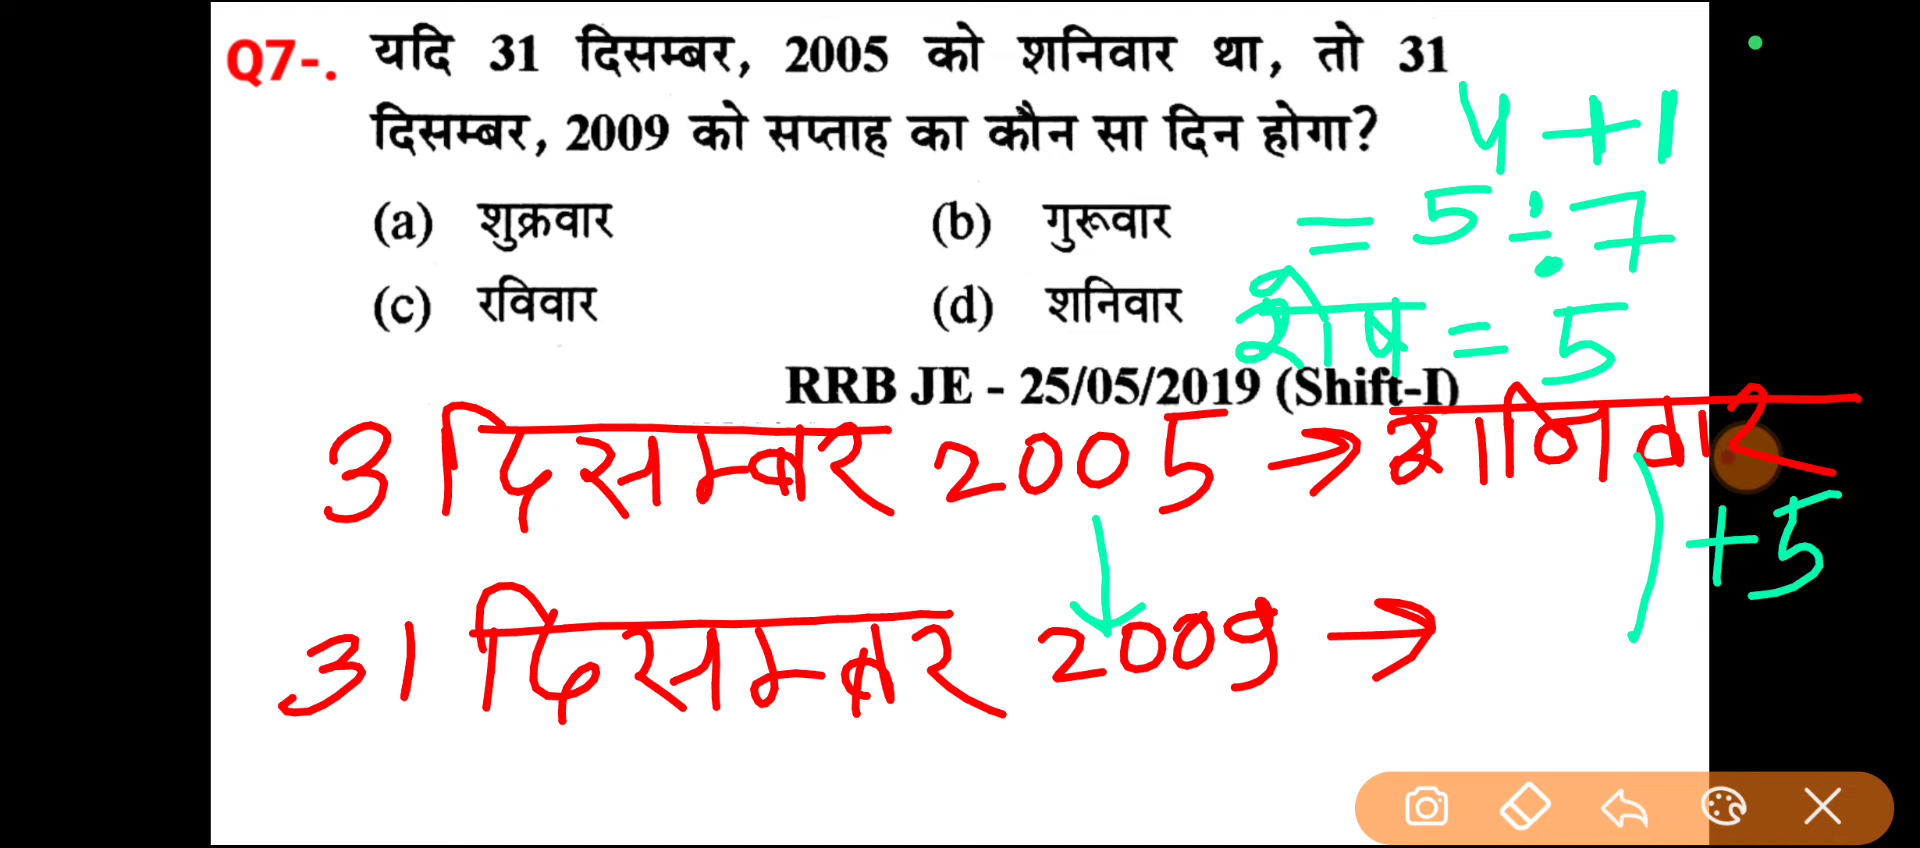 Q7-. यदि 31 दिसम्बर, 2005 को शनिवार था, तो 31
दिसम्बर, 2009 को सप्ताह का कौन सा दिन होगा?
(a) शुक्रवार (b) गुरूवार
(c) रविवार (d) शनिवार
RRB JE - 25/05/2019 (Shift-I)
4 + 1
= 5 ÷ 7
शेष = 5
3 दिसम्बर 2005 → शनिवार
+5
31 दिसम्बर 2009 →